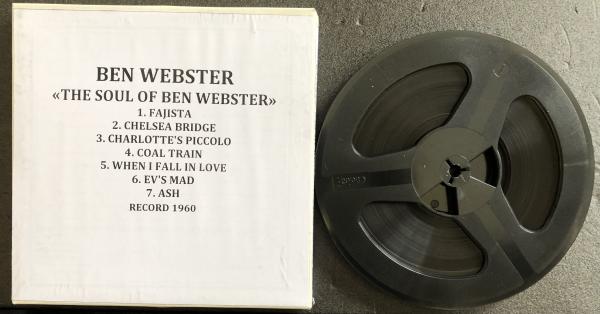 BEN WEBSTER
«THE SOUL OF BEN WEBSTER»
1. FAJISTA
2. CHELSEA BRIDGE
3. CHARLOTTE'S PICCOLO
4. COAL TRAIN
5. WHEN I FALL IN LOVE
6. EV'S MAD
7. ASH
RECORD 1960